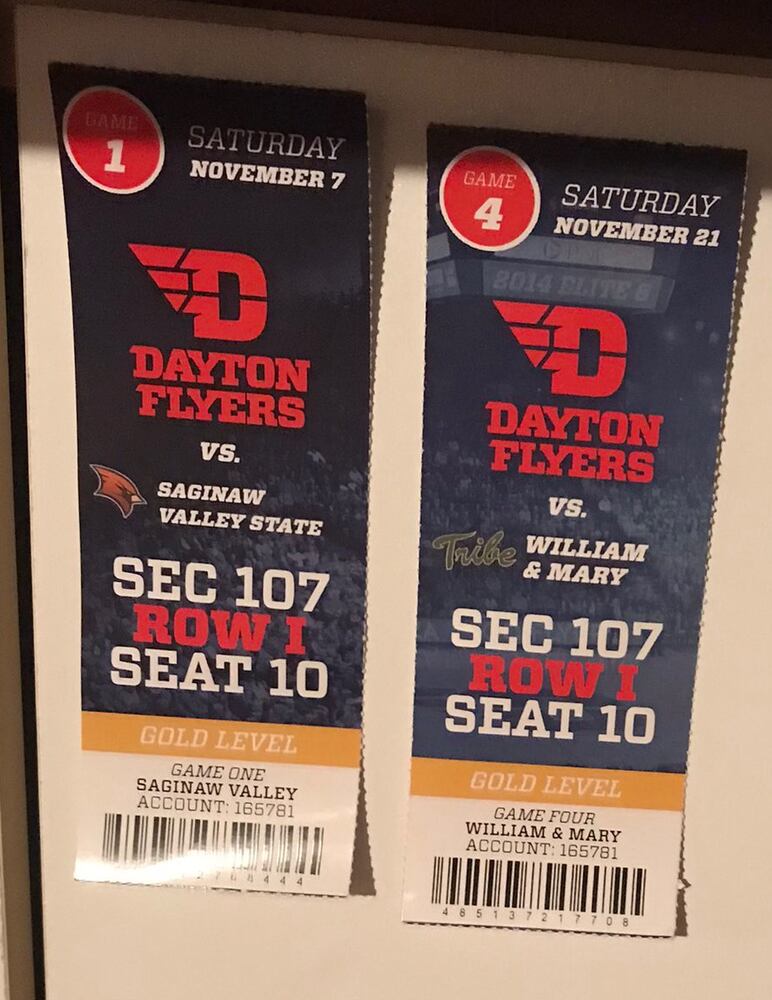 GAME
1
SATURDAY
NOVEMBER 7
D
DAYTON
FLYERS
VS.
SAGINAW
VALLEY STATE
SEC 107
ROW I
SEAT 10
GOLD LEVEL
GAME ONE
SAGINAW VALLEY
ACCOUNT: 165781
GAME
4
SATURDAY
NOVEMBER 21
2014 ELITE 8
D
DAYTON
FLYERS
VS.
Tribe
WILLIAM
& MARY
SEC 107
ROW I
SEAT 10
GOLD LEVEL
GAME FOUR
WILLIAM & MARY
ACCOUNT: 165781
485137217708